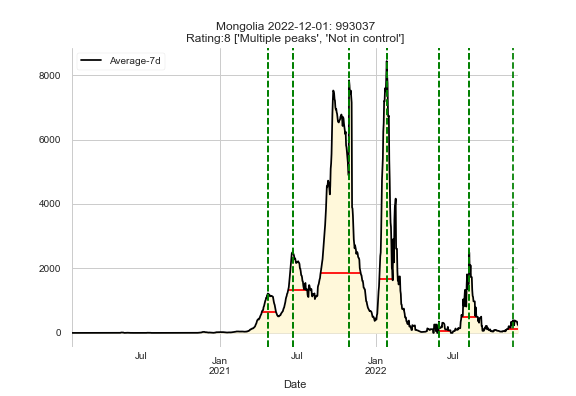 Mongolia 2022-12-01: 993037
Rating:8 ['Multiple peaks', 'Not in control']
Average-7d
8000
6000
4000
2000
0
Jul
Jan
2021
Jul
Jan
2022
Jul
Date